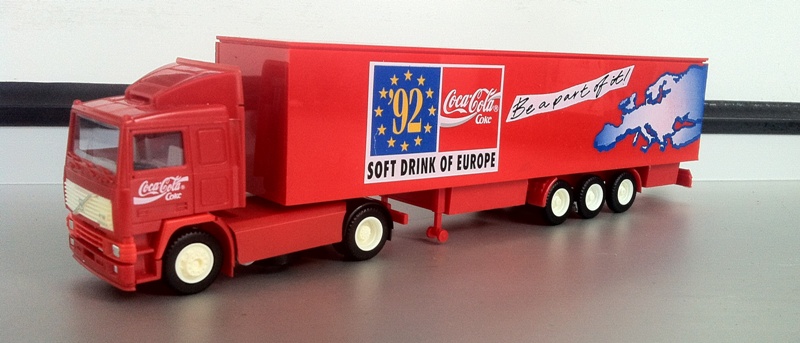 Coca-Cola
Coke
'92
Coca-Cola®
Coke
SOFT DRINK OF EUROPE
Be a part of it!